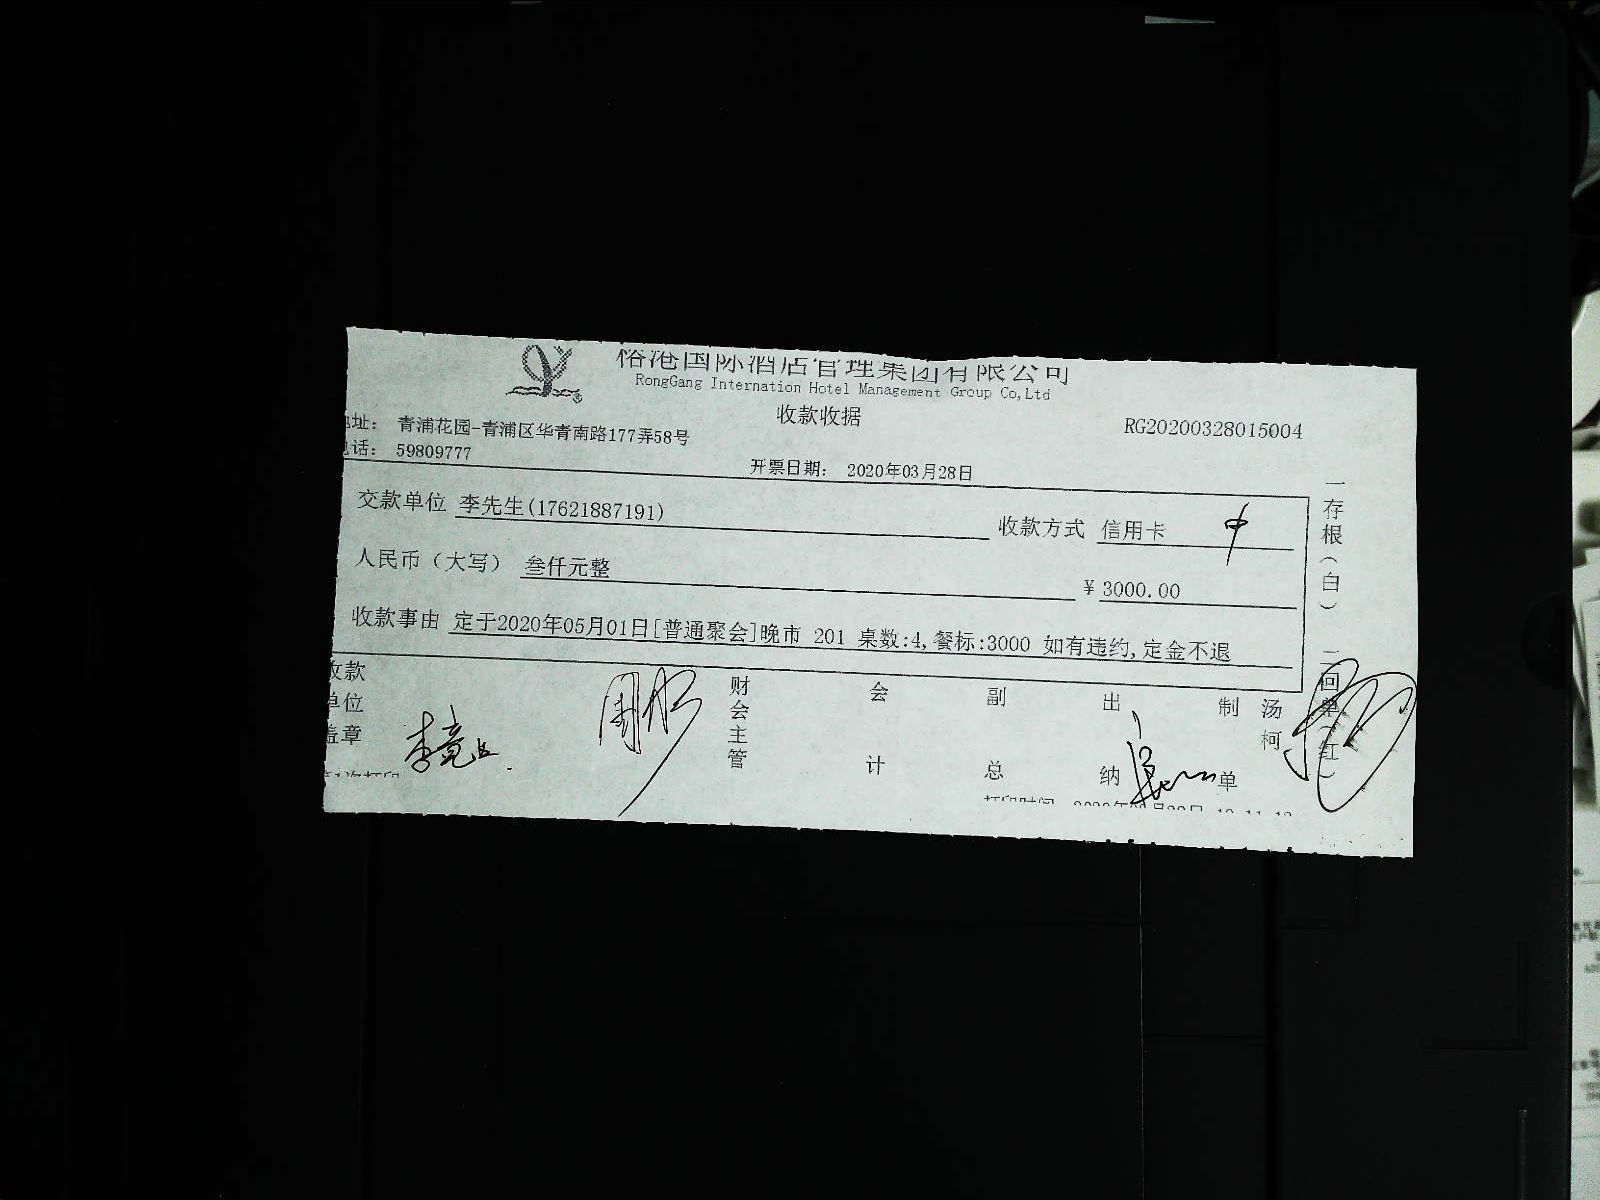 榕港国际酒店管理集团有限公司
RongGang Internation Hotel Management Group Co,Ltd
收款收据
地址： 青浦花园-青浦区华青南路177弄58号
RG20200328015004
电话： 59809777
开票日期： 2020年03月28日
交款单位 李先生(17621887191)
收款方式 信用卡 中
人民币（大写） 叁仟元整
￥3000.00
收款事由 定于2020年05月01日[普通聚会]晚市 201 桌数:4,餐标:3000 如有违约,定金不退
收款单位盖章
财会主管
会计
副总
出纳
制单
汤柯
一存根（白） 二回单（红）